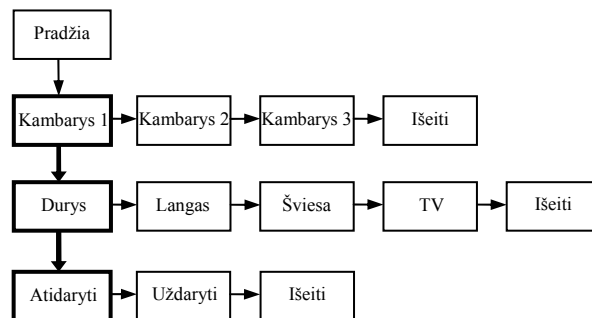 Pradžia
Kambarys 1
Kambarys 2
Kambarys 3
Išeiti
Durys
Langas
Šviesa
TV
Išeiti
Atidaryti
Uždaryti
Išeiti